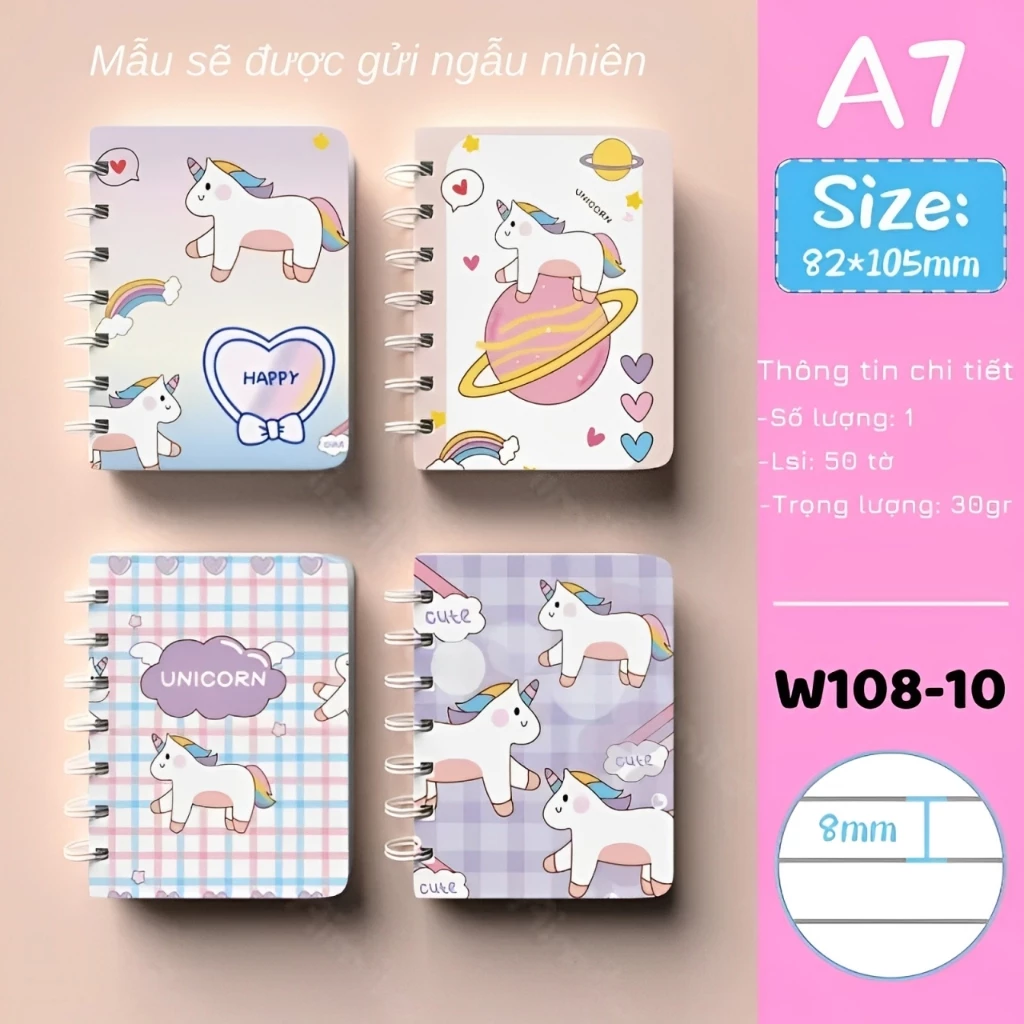 Mẫu sẽ được gửi ngẫu nhiên
A7
Size:
82*105mm
Thông tin chi tiết
-Số lượng: 1
-Lsi: 50 tờ
-Trọng lượng: 30gr
W108-10
8mm
HAPPY
UNICORN
UNICORN
cute
cute
cute